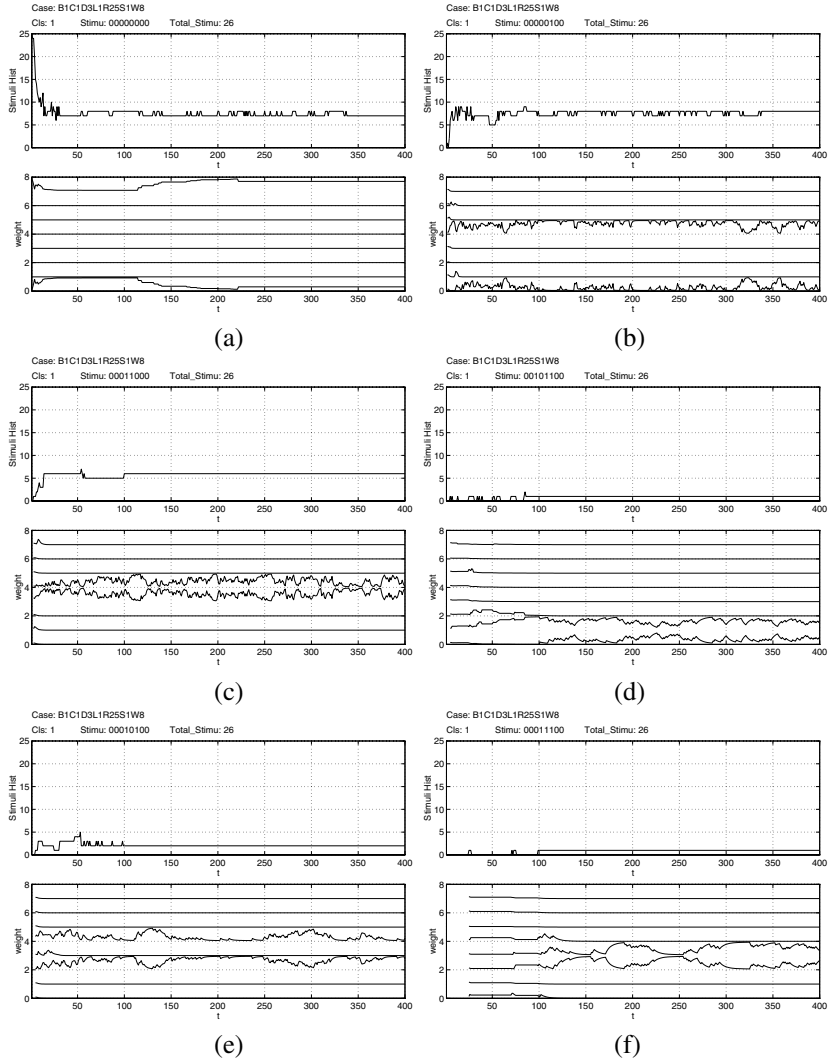 Case: B1C1D3L1R25S1W8
Cls: 1 Stimu: 00000000 Total_Stimu: 26
Stimuli Hist
25
20
15
10
5
0
0 50 100 150 200 250 300 350 400
t
weight
8
6
4
2
0
0 50 100 150 200 250 300 350 400
t
(a)
Case: B1C1D3L1R25S1W8
Cls: 1 Stimu: 00000100 Total_Stimu: 26
Stimuli Hist
25
20
15
10
5
0
0 50 100 150 200 250 300 350 400
t
weight
8
6
4
2
0
0 50 100 150 200 250 300 350 400
t
(b)
Case: B1C1D3L1R25S1W8
Cls: 1 Stimu: 00011000 Total_Stimu: 26
Stimuli Hist
25
20
15
10
5
0
0 50 100 150 200 250 300 350 400
t
weight
8
6
4
2
0
0 50 100 150 200 250 300 350 400
t
(c)
Case: B1C1D3L1R25S1W8
Cls: 1 Stimu: 00101100 Total_Stimu: 26
Stimuli Hist
25
20
15
10
5
0
0 50 100 150 200 250 300 350 400
t
weight
8
6
4
2
0
0 50 100 150 200 250 300 350 400
t
(d)
Case: B1C1D3L1R25S1W8
Cls: 1 Stimu: 00010100 Total_Stimu: 26
Stimuli Hist
25
20
15
10
5
0
0 50 100 150 200 250 300 350 400
t
weight
8
6
4
2
0
0 50 100 150 200 250 300 350 400
t
(e)
Case: B1C1D3L1R25S1W8
Cls: 1 Stimu: 00011100 Total_Stimu: 26
Stimuli Hist
25
20
15
10
5
0
0 50 100 150 200 250 300 350 400
t
weight
8
6
4
2
0
0 50 100 150 200 250 300 350 400
t
(f)